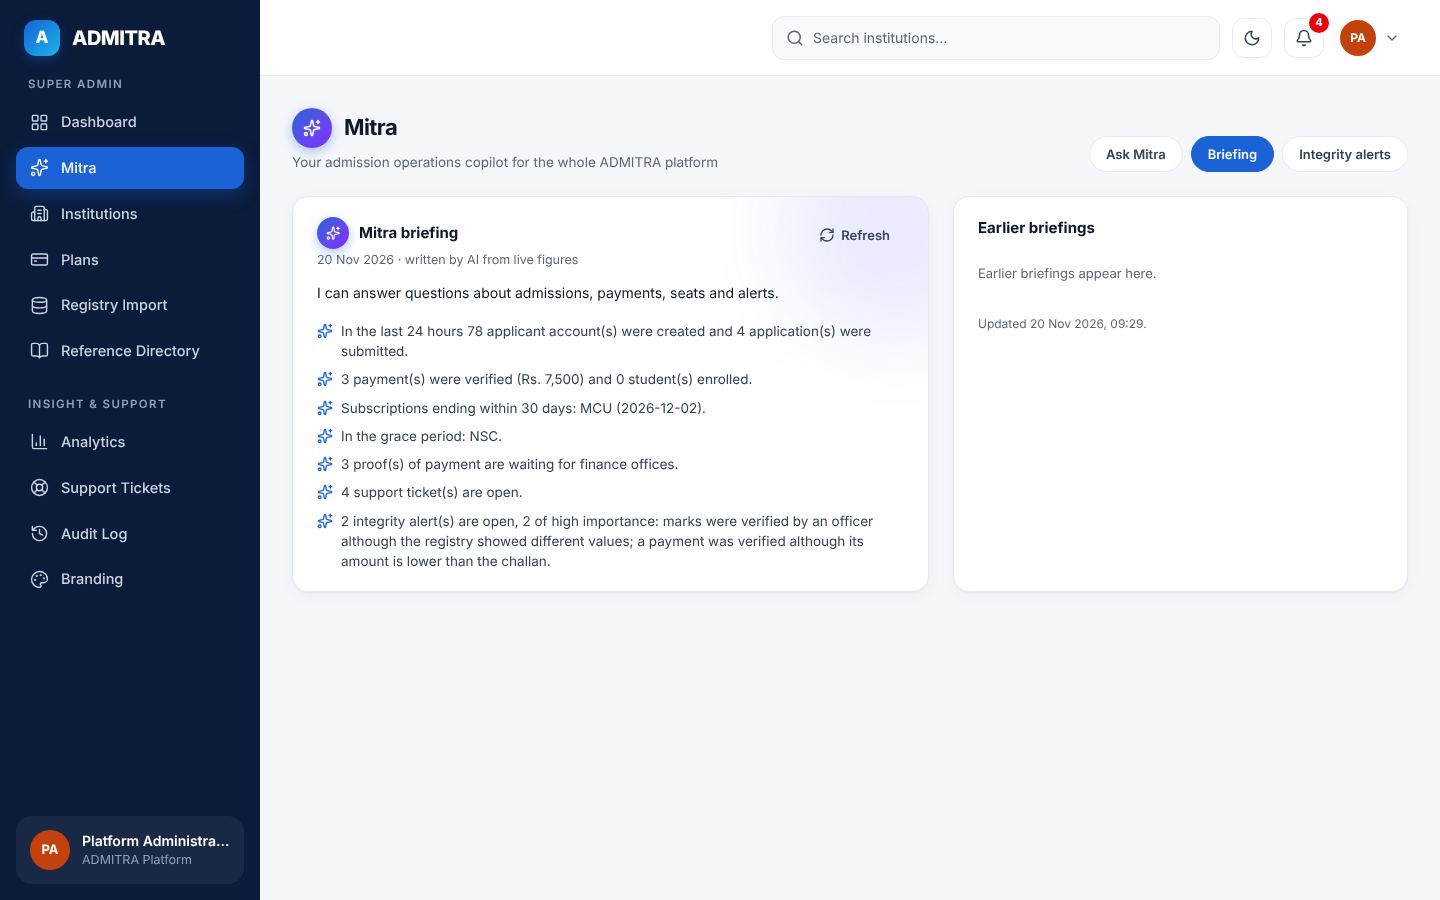 A ADMITRA
SUPER ADMIN
Dashboard
Mitra
Institutions
Plans
Registry Import
Reference Directory
INSIGHT & SUPPORT
Analytics
Support Tickets
Audit Log
Branding
PA
Platform Administra...
ADMITRA Platform
Search institutions...
4
PA
Mitra
Your admission operations copilot for the whole ADMITRA platform
Ask Mitra
Briefing
Integrity alerts
Mitra briefing
Refresh
20 Nov 2026 · written by AI from live figures
I can answer questions about admissions, payments, seats and alerts.
In the last 24 hours 78 applicant account(s) were created and 4 application(s) were
submitted.
3 payment(s) were verified (Rs. 7,500) and 0 student(s) enrolled.
Subscriptions ending within 30 days: MCU (2026-12-02).
In the grace period: NSC.
3 proof(s) of payment are waiting for finance offices.
4 support ticket(s) are open.
2 integrity alert(s) are open, 2 of high importance: marks were verified by an officer
although the registry showed different values; a payment was verified although its
amount is lower than the challan.
Earlier briefings
Earlier briefings appear here.
Updated 20 Nov 2026, 09:29.